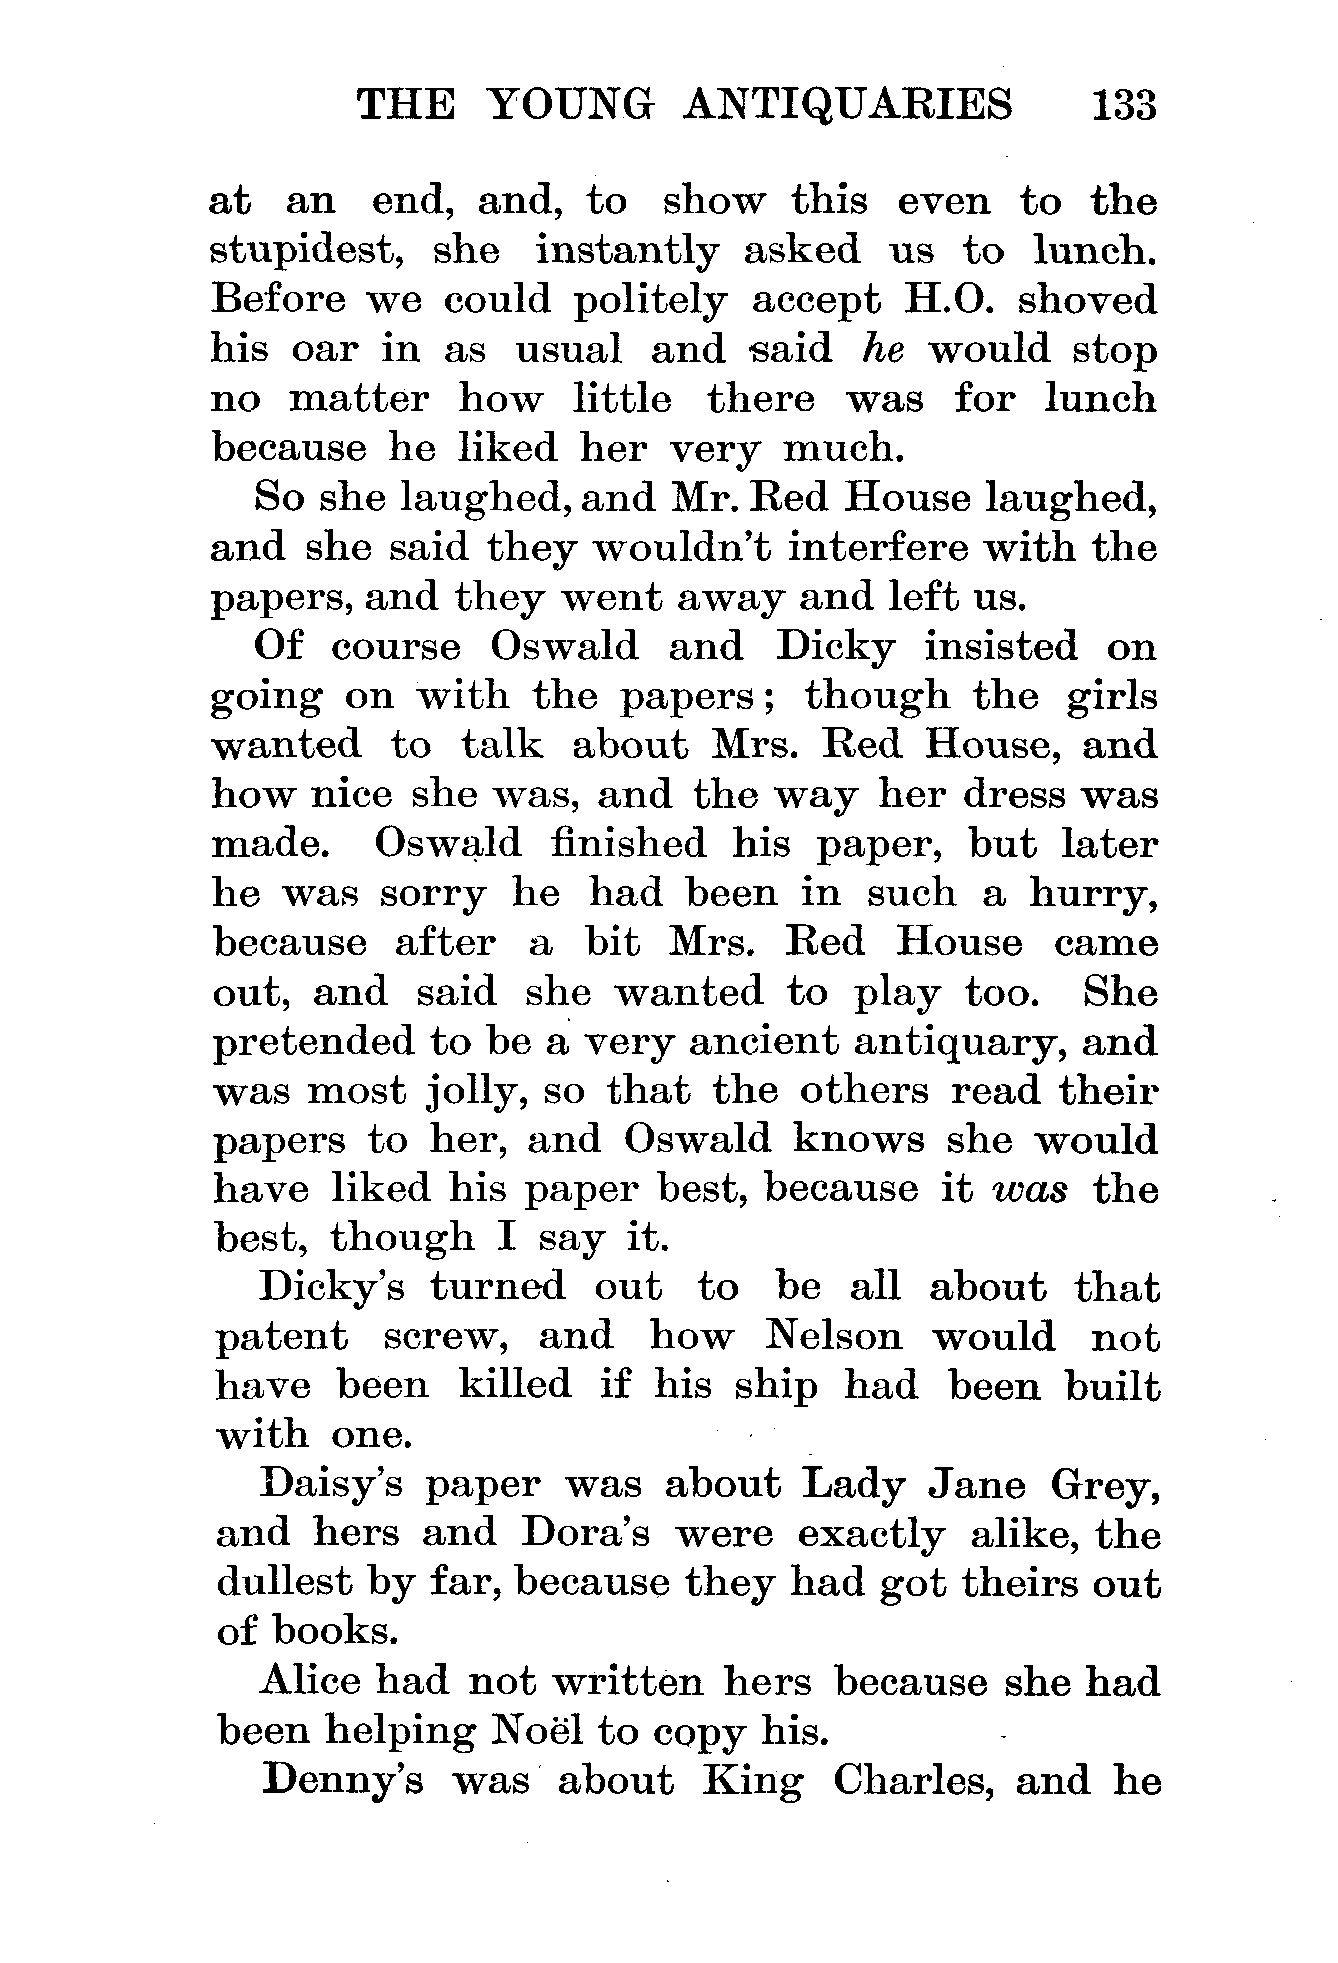 THE YOUNG ANTIQUARIES 133
at an end, and, to show this even to the
stupidest, she instantly asked us to lunch.
Before we could politely accept H.O. shoved
his oar in as usual and said he would stop
no matter how little there was for lunch
because he liked her very much.
So she laughed, and Mr. Red House laughed,
and she said they wouldn't interfere with the
papers, and they went away and left us.
Of course Oswald and Dicky insisted on
going on with the papers; though the girls
wanted to talk about Mrs. Red House, and
how nice she was, and the way her dress was
made. Oswald finished his paper, but later
he was sorry he had been in such a hurry,
because after a bit Mrs. Red House came
out, and said she wanted to play too. She
pretended to be a very ancient antiquary, and
was most jolly, so that the others read their
papers to her, and Oswald knows she would
have liked his paper best, because it was the
best, though I say it.
Dicky's turned out to be all about that
patent screw, and how Nelson would not
have been killed if his ship had been built
with one.
Daisy's paper was about Lady Jane Grey,
and hers and Dora's were exactly alike, the
dullest by far, because they had got theirs out
of books.
Alice had not written hers because she had
been helping Noël to copy his.
Denny's was about King Charles, and he